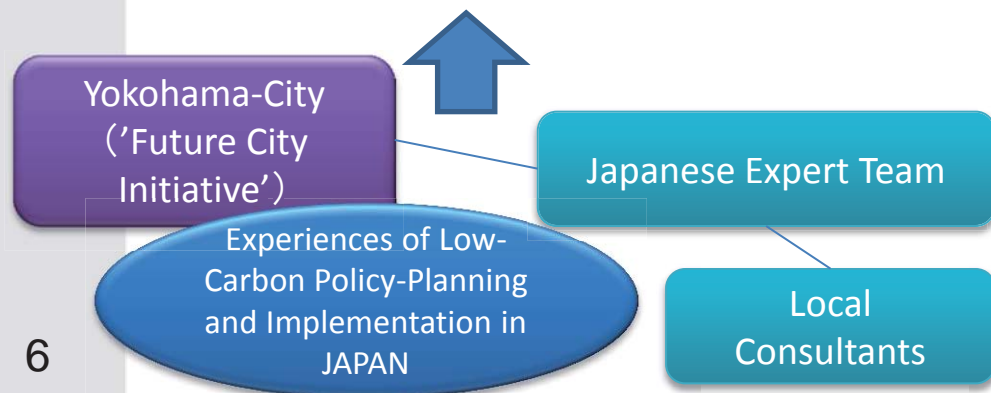 Yokohama-City
（’Future City
Initiative’）
Japanese Expert Team
Experiences of Low-
Carbon Policy-Planning
and Implementation in
JAPAN
Local
Consultants
6